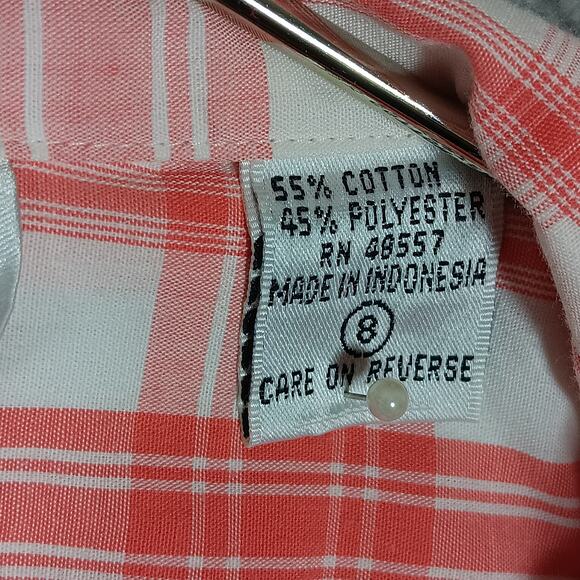 55% COTTON
45% POLYESTER
RN 48557
MADE IN INDONESIA
8
CARE ON REVERSE